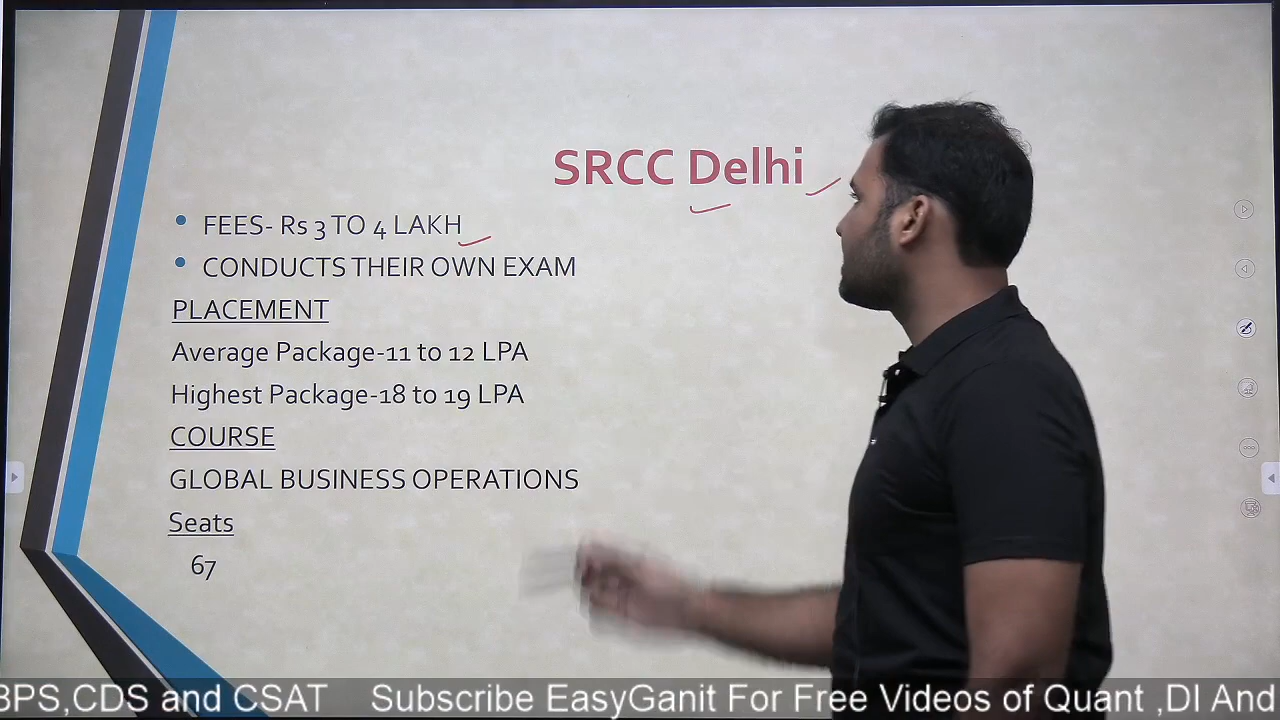 SRCC Delhi
FEES- Rs 3 TO 4 LAKH
CONDUCTS THEIR OWN EXAM
PLACEMENT
Average Package-11 to 12 LPA
Highest Package-18 to 19 LPA
COURSE
GLOBAL BUSINESS OPERATIONS
Seats
67
BPS,CDS and CSAT Subscribe EasyGanit For Free Videos of Quant ,DI And